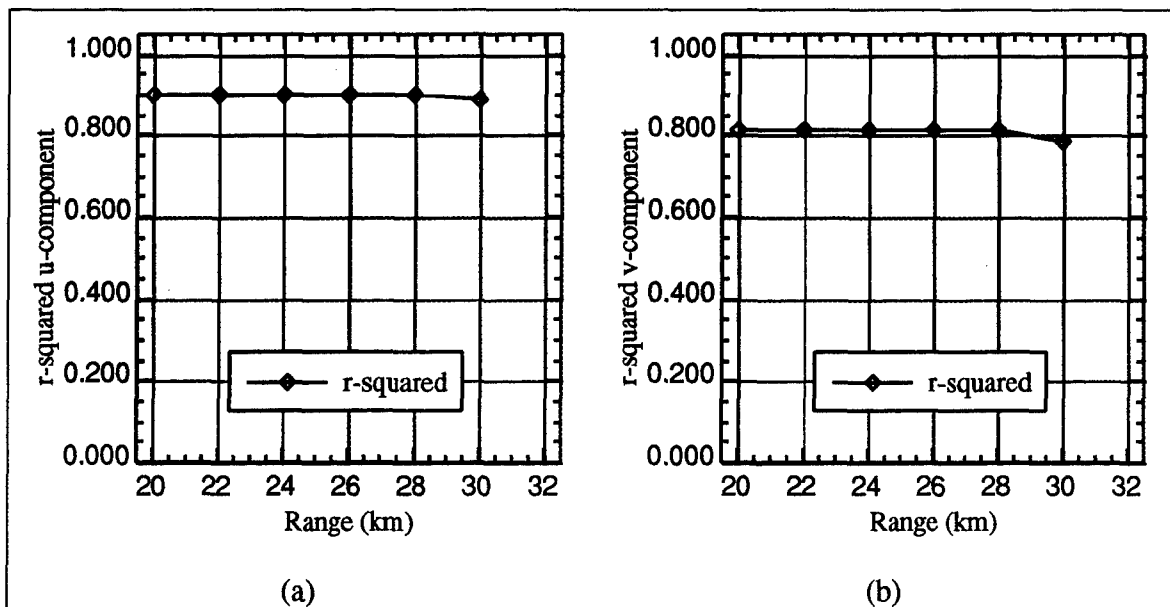 r-squared u-component
1.000
0.800
0.600
0.400
0.200
0.000
r-squared
20 22 24 26 28 30 32
Range (km)
(a)
r-squared v-component
1.000
0.800
0.600
0.400
0.200
0.000
r-squared
20 22 24 26 28 30 32
Range (km)
(b)